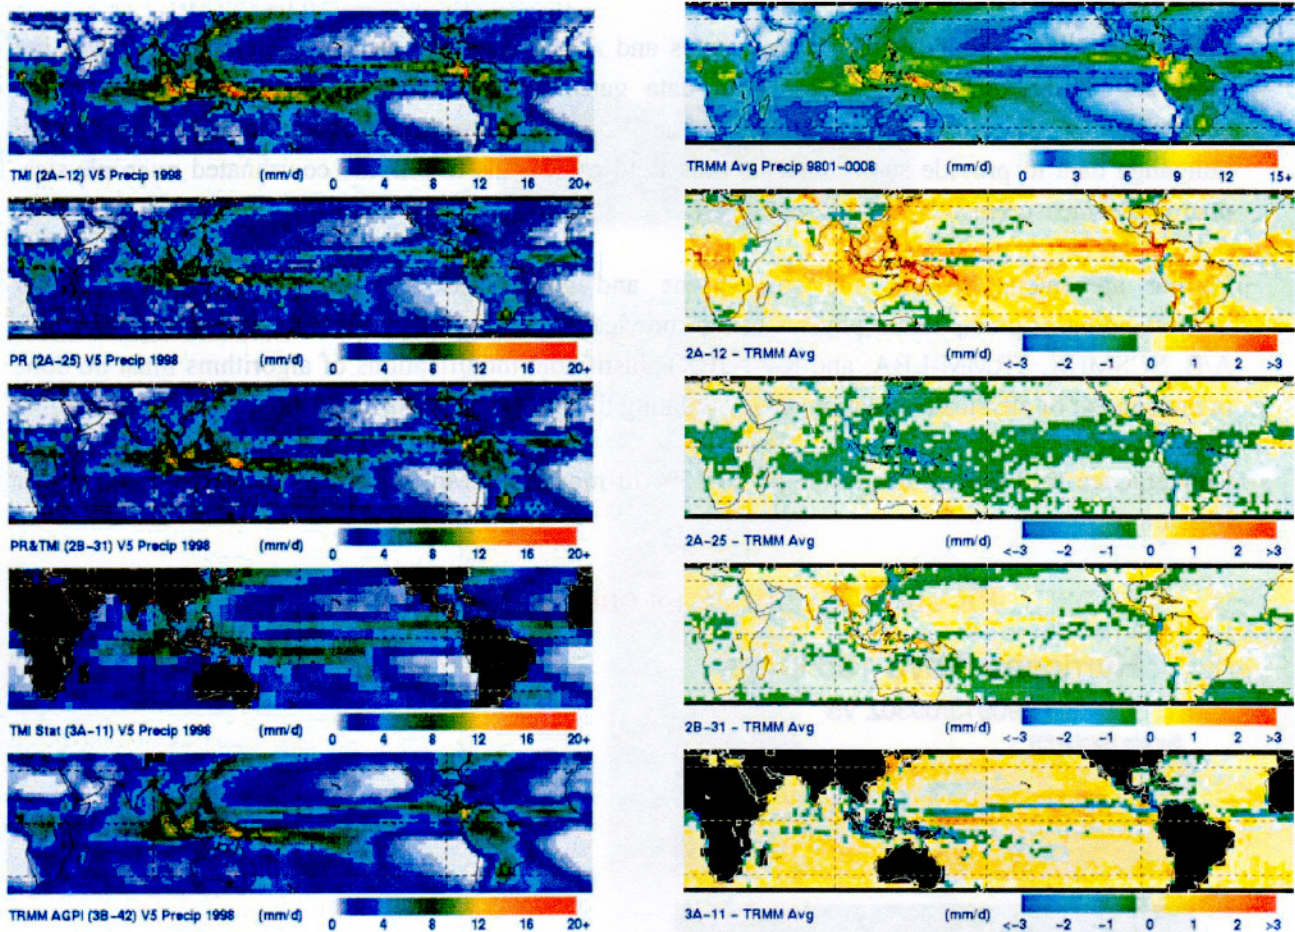 TMI (2A-12) V5 Precip 1998 (mm/d) 0 4 8 12 16 20+
PR (2A-25) V5 Precip 1998 (mm/d) 0 4 8 12 16 20+
PR&TMI (2B-31) V5 Precip 1998 (mm/d) 0 4 8 12 16 20+
TMI Stat (3A-11) V5 Precip 1998 (mm/d) 0 4 8 12 16 20+
TRMM AGPI (3B-42) V5 Precip 1998 (mm/d) 0 4 8 12 16 20+
TRMM Avg Precip 9801-0008 (mm/d) 0 3 6 9 12 15+
2A-12 - TRMM Avg (mm/d) <-3 -2 -1 0 1 2 >3
2A-25 - TRMM Avg (mm/d) <-3 -2 -1 0 1 2 >3
2B-31 - TRMM Avg (mm/d) <-3 -2 -1 0 1 2 >3
3A-11 - TRMM Avg (mm/d) <-3 -2 -1 0 1 2 >3